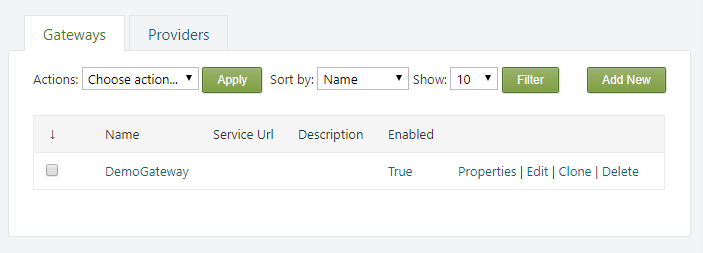 Gateways Providers
Actions: Choose action... Apply Sort by: Name Show: 10 Filter Add New
↓ Name Service Url Description Enabled
DemoGateway True Properties | Edit | Clone | Delete